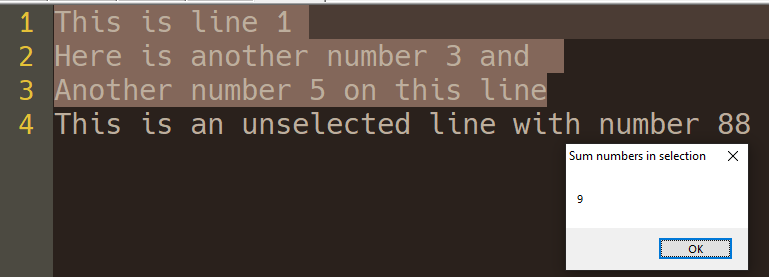 1 This is line 1
2 Here is another number 3 and
3 Another number 5 on this line
4 This is an unselected line with number 88
Sum numbers in selection
9
OK